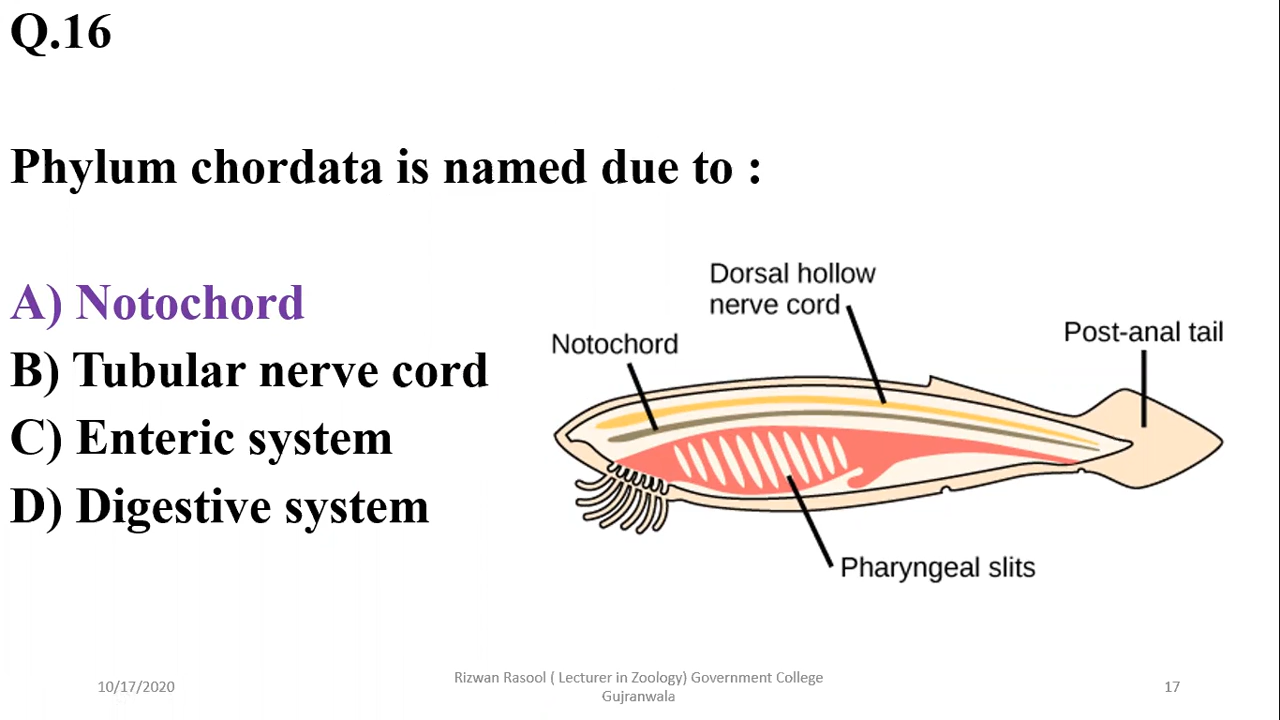 Q.16
Phylum chordata is named due to :
A) Notochord
B) Tubular nerve cord
C) Enteric system
D) Digestive system
Dorsal hollow
nerve cord
Notochord
Post-anal tail
Pharyngeal slits
10/17/2020
Rizwan Rasool ( Lecturer in Zoology) Government College
Gujranwala
17